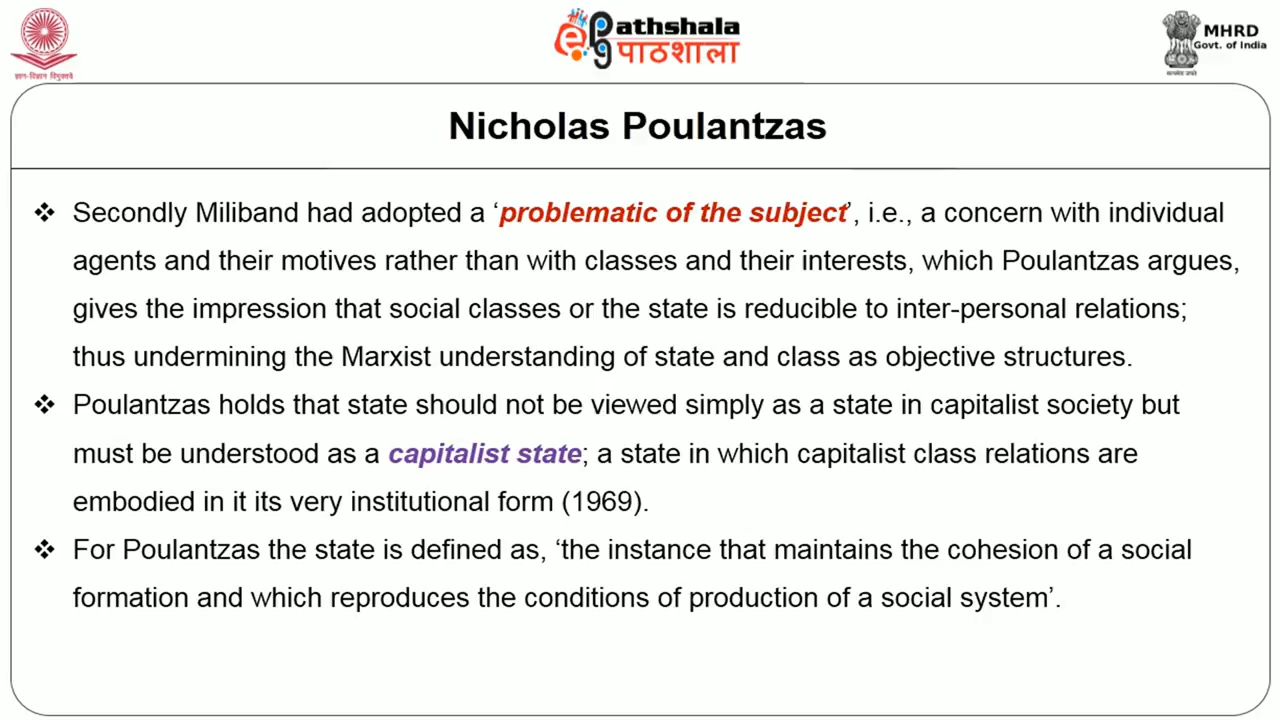 ज्ञान-विज्ञान विमुक्तये
ePathshala
पाठशाला
MHRD
Govt. of India
सत्यमेव जयते
Nicholas Poulantzas
❖ Secondly Miliband had adopted a ‘problematic of the subject’, i.e., a concern with individual
agents and their motives rather than with classes and their interests, which Poulantzas argues,
gives the impression that social classes or the state is reducible to inter-personal relations;
thus undermining the Marxist understanding of state and class as objective structures.
❖ Poulantzas holds that state should not be viewed simply as a state in capitalist society but
must be understood as a capitalist state; a state in which capitalist class relations are
embodied in it its very institutional form (1969).
❖ For Poulantzas the state is defined as, ‘the instance that maintains the cohesion of a social
formation and which reproduces the conditions of production of a social system’.